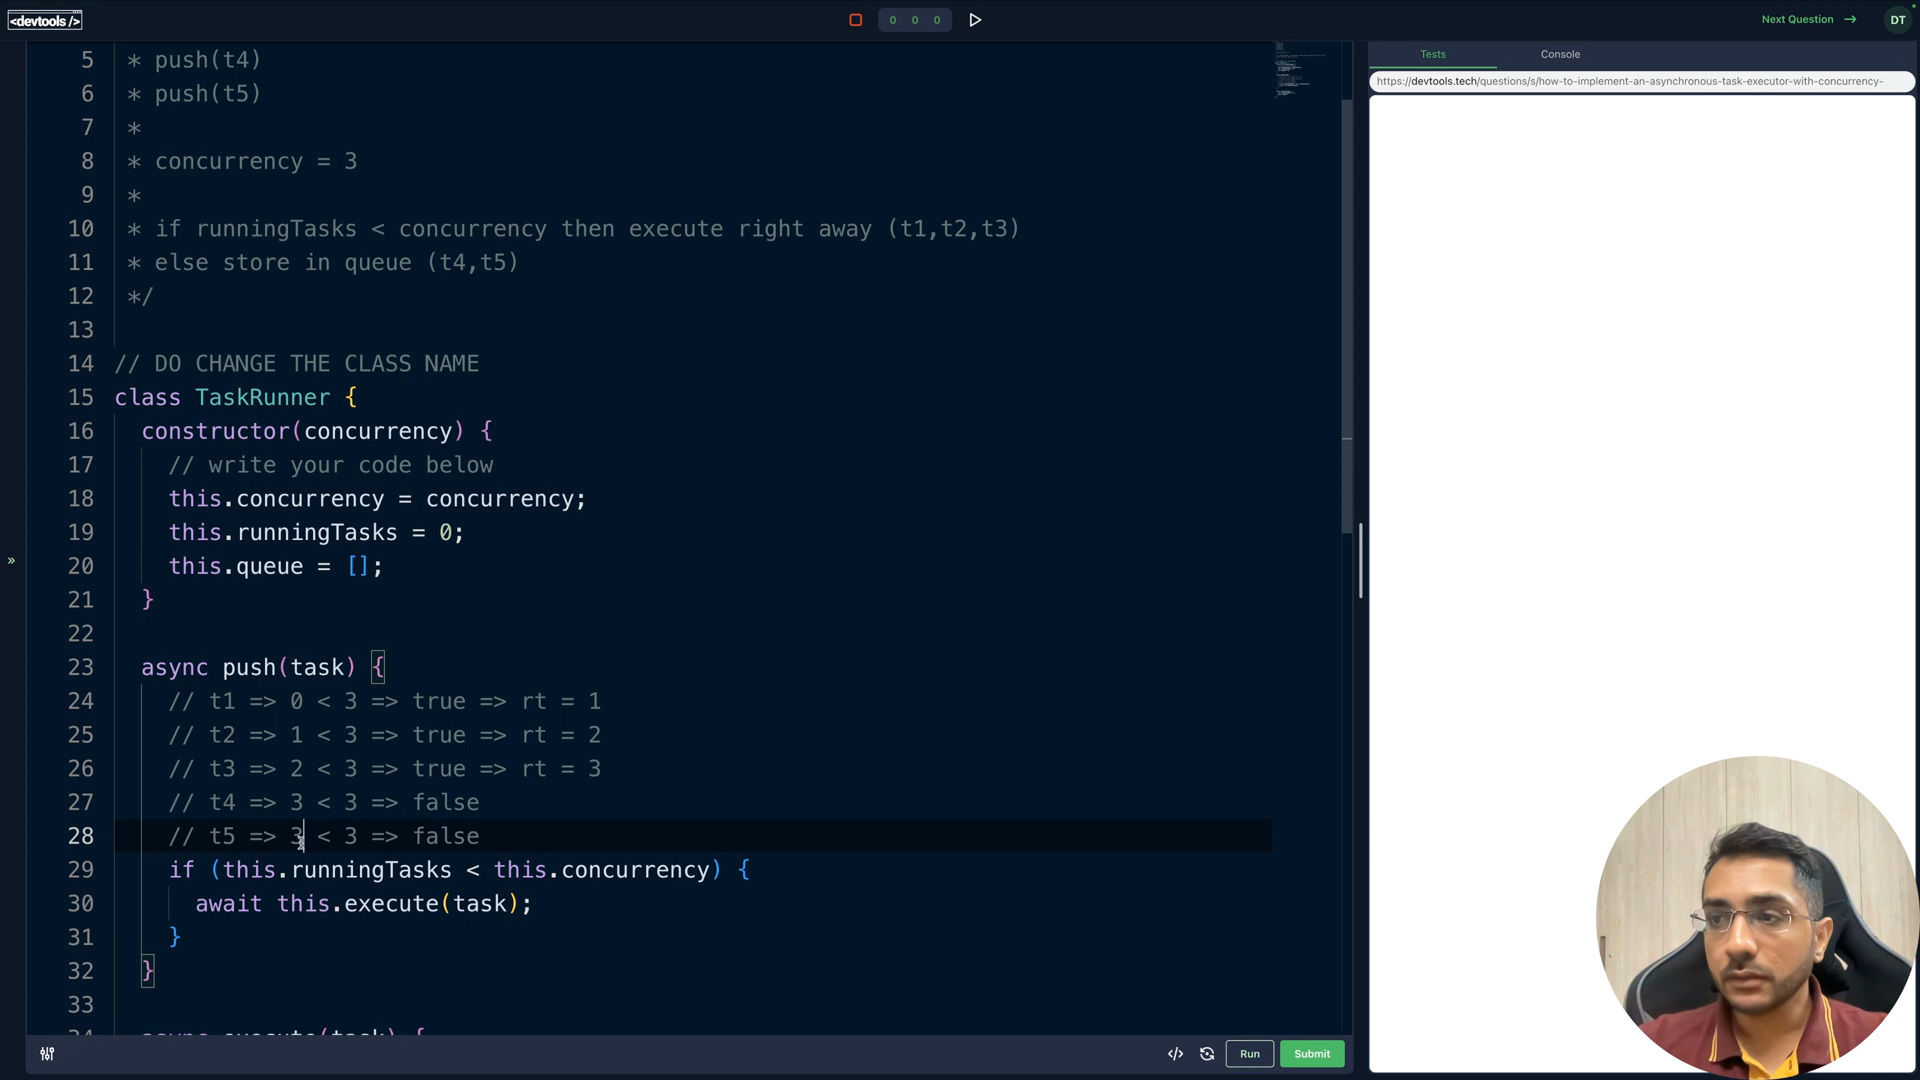 <devtools />
0 0 0
Next Question →
DT
5 * push(t4)
6 * push(t5)
7 *
8 * concurrency = 3
9 *
10 * if runningTasks < concurrency then execute right away (t1,t2,t3)
11 * else store in queue (t4,t5)
12 */
13
14 // DO CHANGE THE CLASS NAME
15 class TaskRunner {
16 constructor(concurrency) {
17 // write your code below
18 this.concurrency = concurrency;
19 this.runningTasks = 0;
20 this.queue = [];
21 }
22
23 async push(task) {
24 // t1 => 0 < 3 => true => rt = 1
25 // t2 => 1 < 3 => true => rt = 2
26 // t3 => 2 < 3 => true => rt = 3
27 // t4 => 3 < 3 => false
28 // t5 => 3 < 3 => false
29 if (this.runningTasks < this.concurrency) {
30 await this.execute(task);
31 }
32 }
33
34 async execute(task) {
</> Run Submit
Tests Console
https://devtools.tech/questions/s/how-to-implement-an-asynchronous-task-executor-with-concurrency-